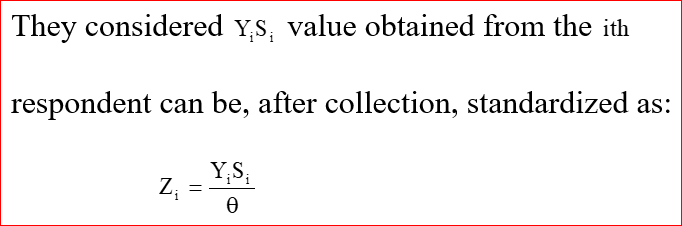 They considered YᵢSᵢ value obtained from the ith
respondent can be, after collection, standardized as:
Zᵢ = YᵢSᵢ / θ